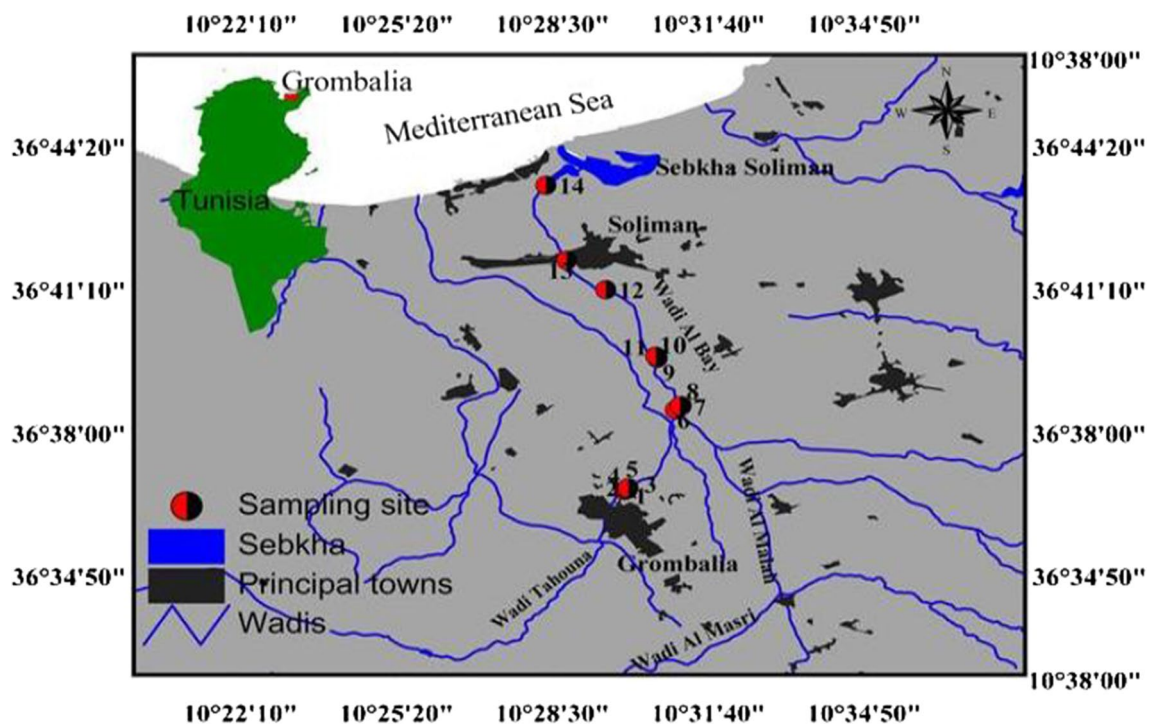 10°22'10" 10°25'20" 10°28'30" 10°31'40" 10°34'50"
10°38'00"
Grombalia
N
W E
S
Mediterranean Sea
36°44'20" 36°44'20"
Sebkha Soliman
14
Tunisia
Soliman
13
36°41'10" 12 36°41'10"
Wadi Al Bay
11 10
9
8
7
6
36°38'00" 36°38'00"
Wadi Al Malah
4 5
2 3
1
Sampling site
Sebkha
Grombalia
36°34'50" 36°34'50"
Principal towns
Wadi Tahouna
Wadis
Wadi Al Masri
10°38'00"
10°22'10" 10°25'20" 10°28'30" 10°31'40" 10°34'50"